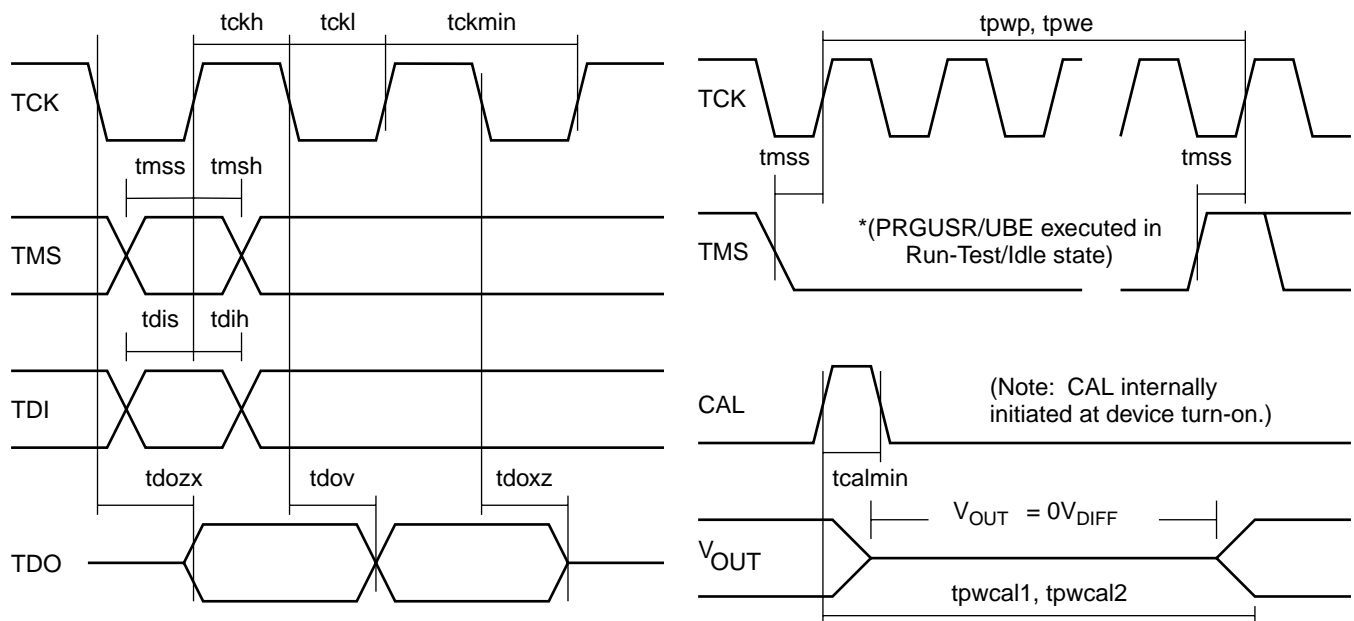 tckh tckl tckmin
TCK
tmss tmsh
TMS
tdis tdih
TDI
tdozx tdov tdoxz
TDO
tpwp, tpwe
TCK
tmss tmss
TMS
*(PRGUSR/UBE executed in
Run-Test/Idle state)
CAL
(Note: CAL internally
initiated at device turn-on.)
tcalmin
VOUT = 0VDIFF
VOUT
tpwcal1, tpwcal2